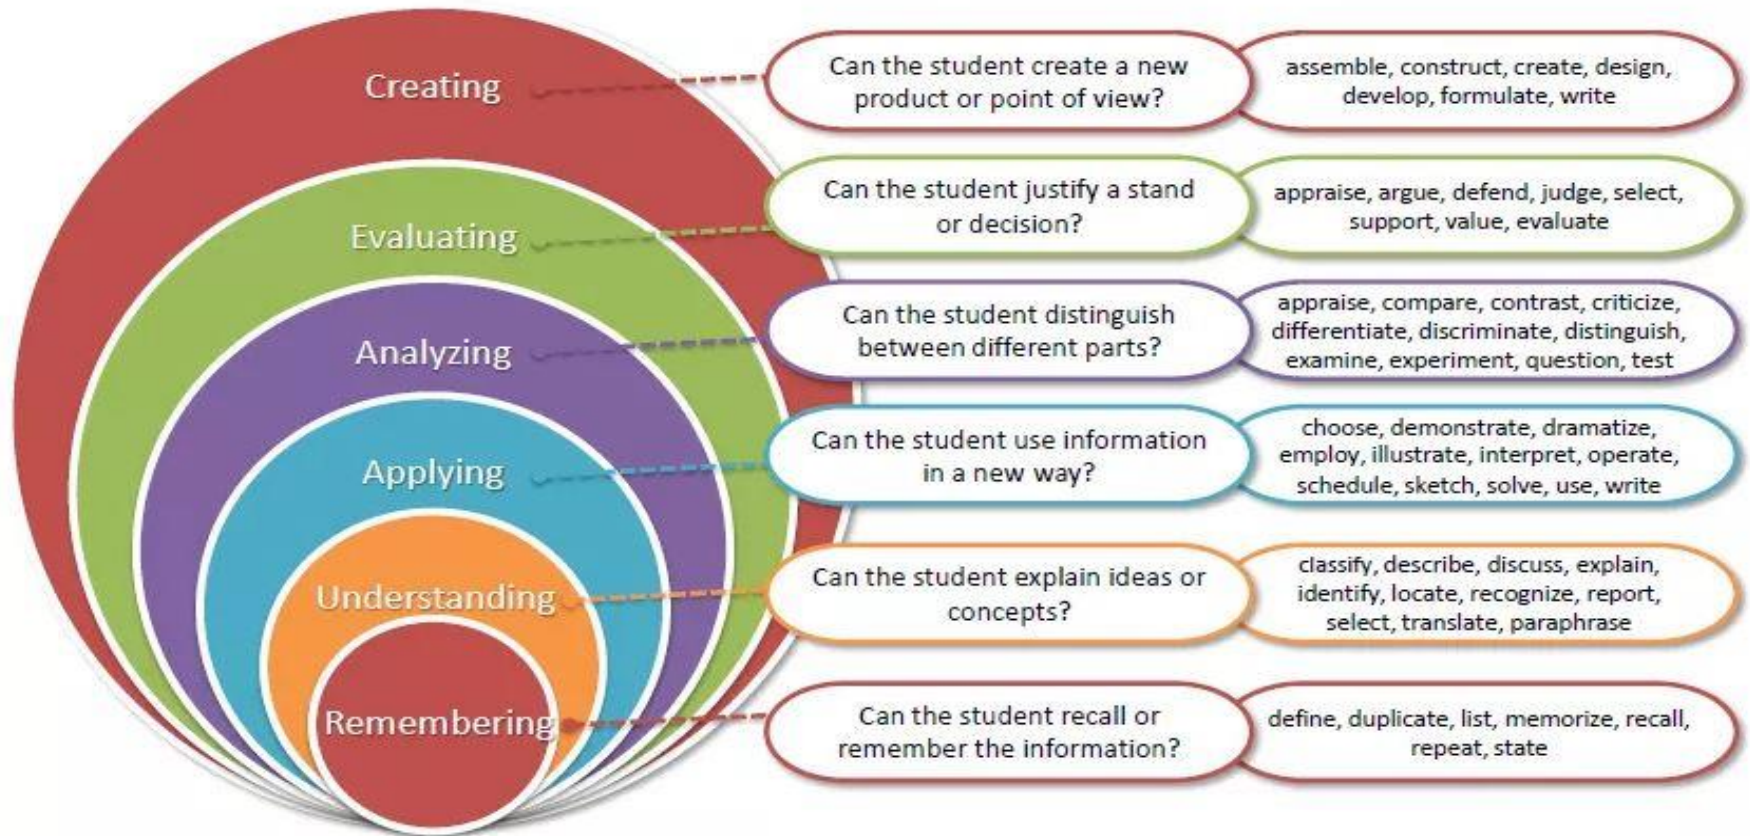 Creating
Can the student create a new
product or point of view?
assemble, construct, create, design,
develop, formulate, write
Evaluating
Can the student justify a stand
or decision?
appraise, argue, defend, judge, select,
support, value, evaluate
Analyzing
Can the student distinguish
between different parts?
appraise, compare, contrast, criticize,
differentiate, discriminate, distinguish,
examine, experiment, question, test
Applying
Can the student use information
in a new way?
choose, demonstrate, dramatize,
employ, illustrate, interpret, operate,
schedule, sketch, solve, use, write
Understanding
Can the student explain ideas or
concepts?
classify, describe, discuss, explain,
identify, locate, recognize, report,
select, translate, paraphrase
Remembering
Can the student recall or
remember the information?
define, duplicate, list, memorize, recall,
repeat, state